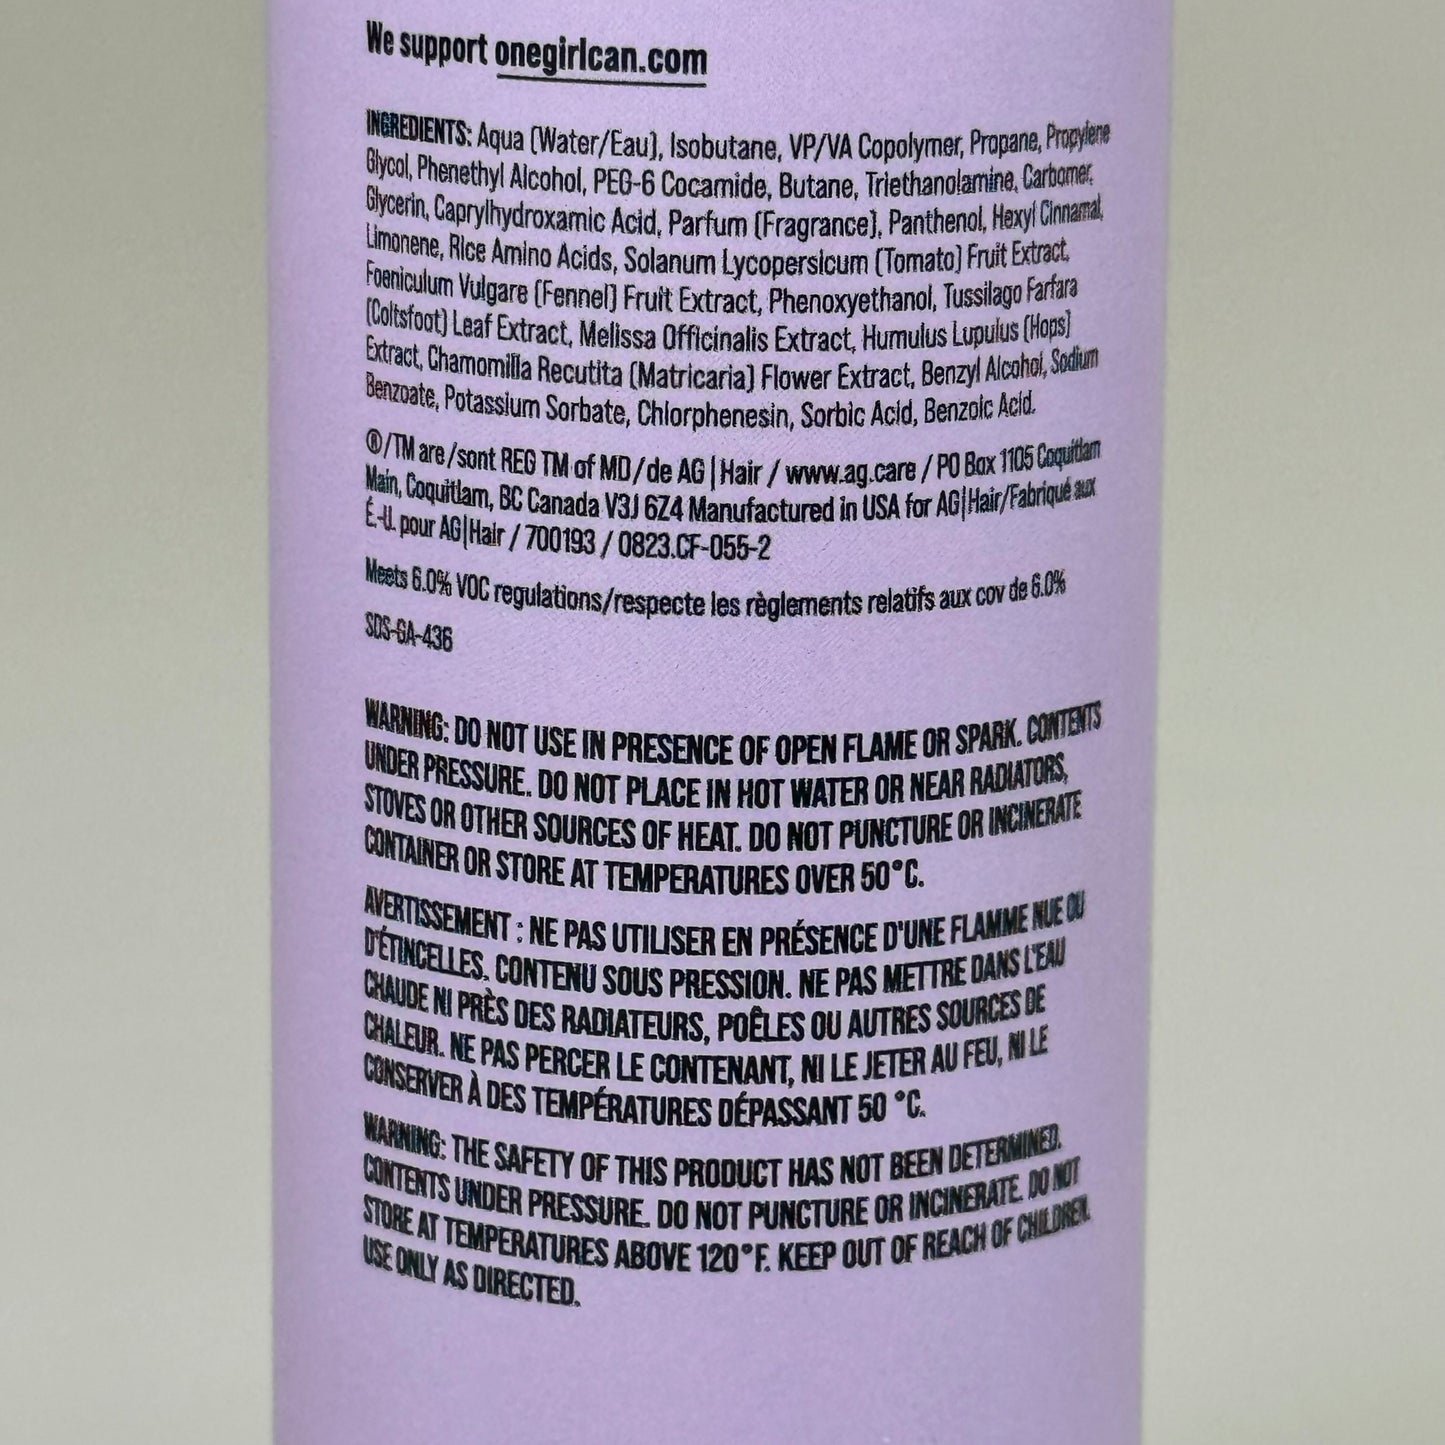 We support onegirlcan.com
INGREDIENTS: Aqua (Water/Eau), Isobutane, VP/VA Copolymer, Propane, Propylene
Glycol, Phenethyl Alcohol, PEG-6 Cocamide, Butane, Triethanolamine, Carbomer,
Glycerin, Caprylhydroxamic Acid, Parfum (Fragrance), Panthenol, Hexyl Cinnamal,
Limonene, Rice Amino Acids, Solanum Lycopersicum (Tomato) Fruit Extract,
Foeniculum Vulgare (Fennel) Fruit Extract, Phenoxyethanol, Tussilago Farfara
(Coltsfoot) Leaf Extract, Melissa Officinalis Extract, Humulus Lupulus (Hops)
Extract, Chamomilla Recutita (Matricaria) Flower Extract, Benzyl Alcohol, Sodium
Benzoate, Potassium Sorbate, Chlorphenesin, Sorbic Acid, Benzoic Acid.
®/TM are/sont REG TM of MD/de AG|Hair / www.ag.care / PO Box 1105 Coquitlam
Main, Coquitlam, BC Canada V3J 6Z4 Manufactured in USA for AG|Hair/Fabriqué aux
É.-U. pour AG|Hair / 700193 / 0823.CF-055-2
Meets 6.0% VOC regulations/respecte les règlements relatifs aux cov de 6.0%
SDS-GA-436
WARNING: DO NOT USE IN PRESENCE OF OPEN FLAME OR SPARK. CONTENTS
UNDER PRESSURE. DO NOT PLACE IN HOT WATER OR NEAR RADIATORS,
STOVES OR OTHER SOURCES OF HEAT. DO NOT PUNCTURE OR INCINERATE
CONTAINER OR STORE AT TEMPERATURES OVER 50°C.
AVERTISSEMENT : NE PAS UTILISER EN PRÉSENCE D'UNE FLAMME NUE OU
D'ÉTINCELLES. CONTENU SOUS PRESSION. NE PAS METTRE DANS L'EAU
CHAUDE NI PRÈS DES RADIATEURS, POÊLES OU AUTRES SOURCES DE
CHALEUR. NE PAS PERCER LE CONTENANT, NI LE JETER AU FEU, NI LE
CONSERVER À DES TEMPÉRATURES DÉPASSANT 50 °C.
WARNING: THE SAFETY OF THIS PRODUCT HAS NOT BEEN DETERMINED.
CONTENTS UNDER PRESSURE. DO NOT PUNCTURE OR INCINERATE. DO NOT
STORE AT TEMPERATURES ABOVE 120°F. KEEP OUT OF REACH OF CHILDREN.
USE ONLY AS DIRECTED.